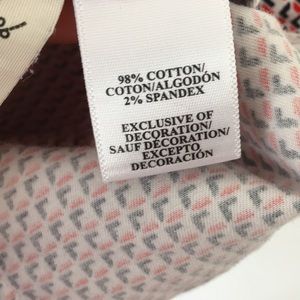 98% COTTON/
COTON/ALGODÓN
2% SPANDEX
EXCLUSIVE OF
DECORATION/
SAUF DÉCORATION/
EXCEPTO
DECORACIÓN